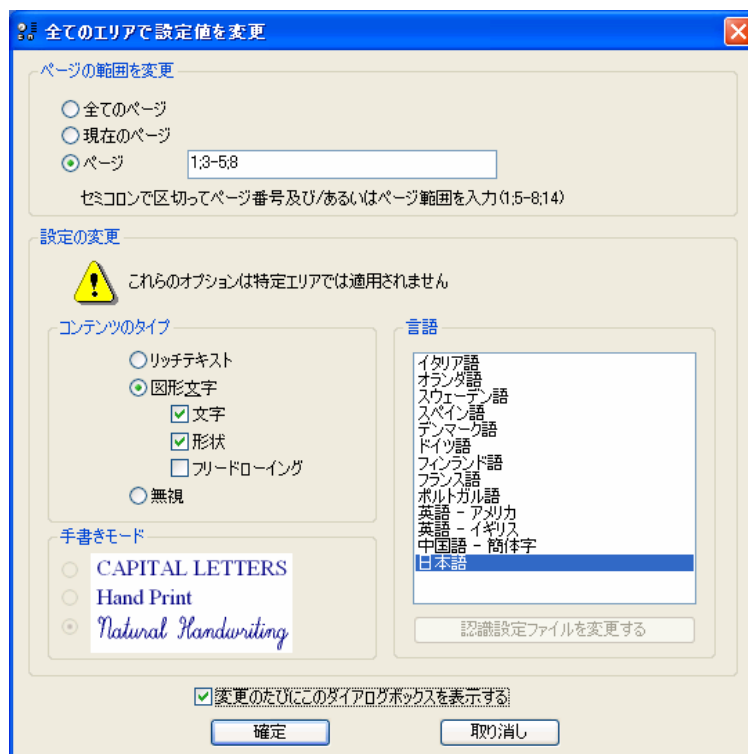 全てのエリアで設定値を変更
ページの範囲を変更
全てのページ
現在のページ
ページ 1;3-5;8
セミコロンで区切ってページ番号及び/あるいはページ範囲を入力(1;5-8;14)
設定の変更
これらのオプションは特定エリアでは適用されません
コンテンツのタイプ
リッチテキスト
図形文字
文字
形状
フリードローイング
無視
手書きモード
CAPITAL LETTERS
Hand Print
Natural Handwriting
言語
イタリア語
オランダ語
スウェーデン語
スペイン語
デンマーク語
ドイツ語
フィンランド語
フランス語
ポルトガル語
英語 - アメリカ
英語 - イギリス
中国語 - 簡体字
日本語
認識設定ファイルを変更する
変更のたびにこのダイアログボックスを表示する
確定 取り消し